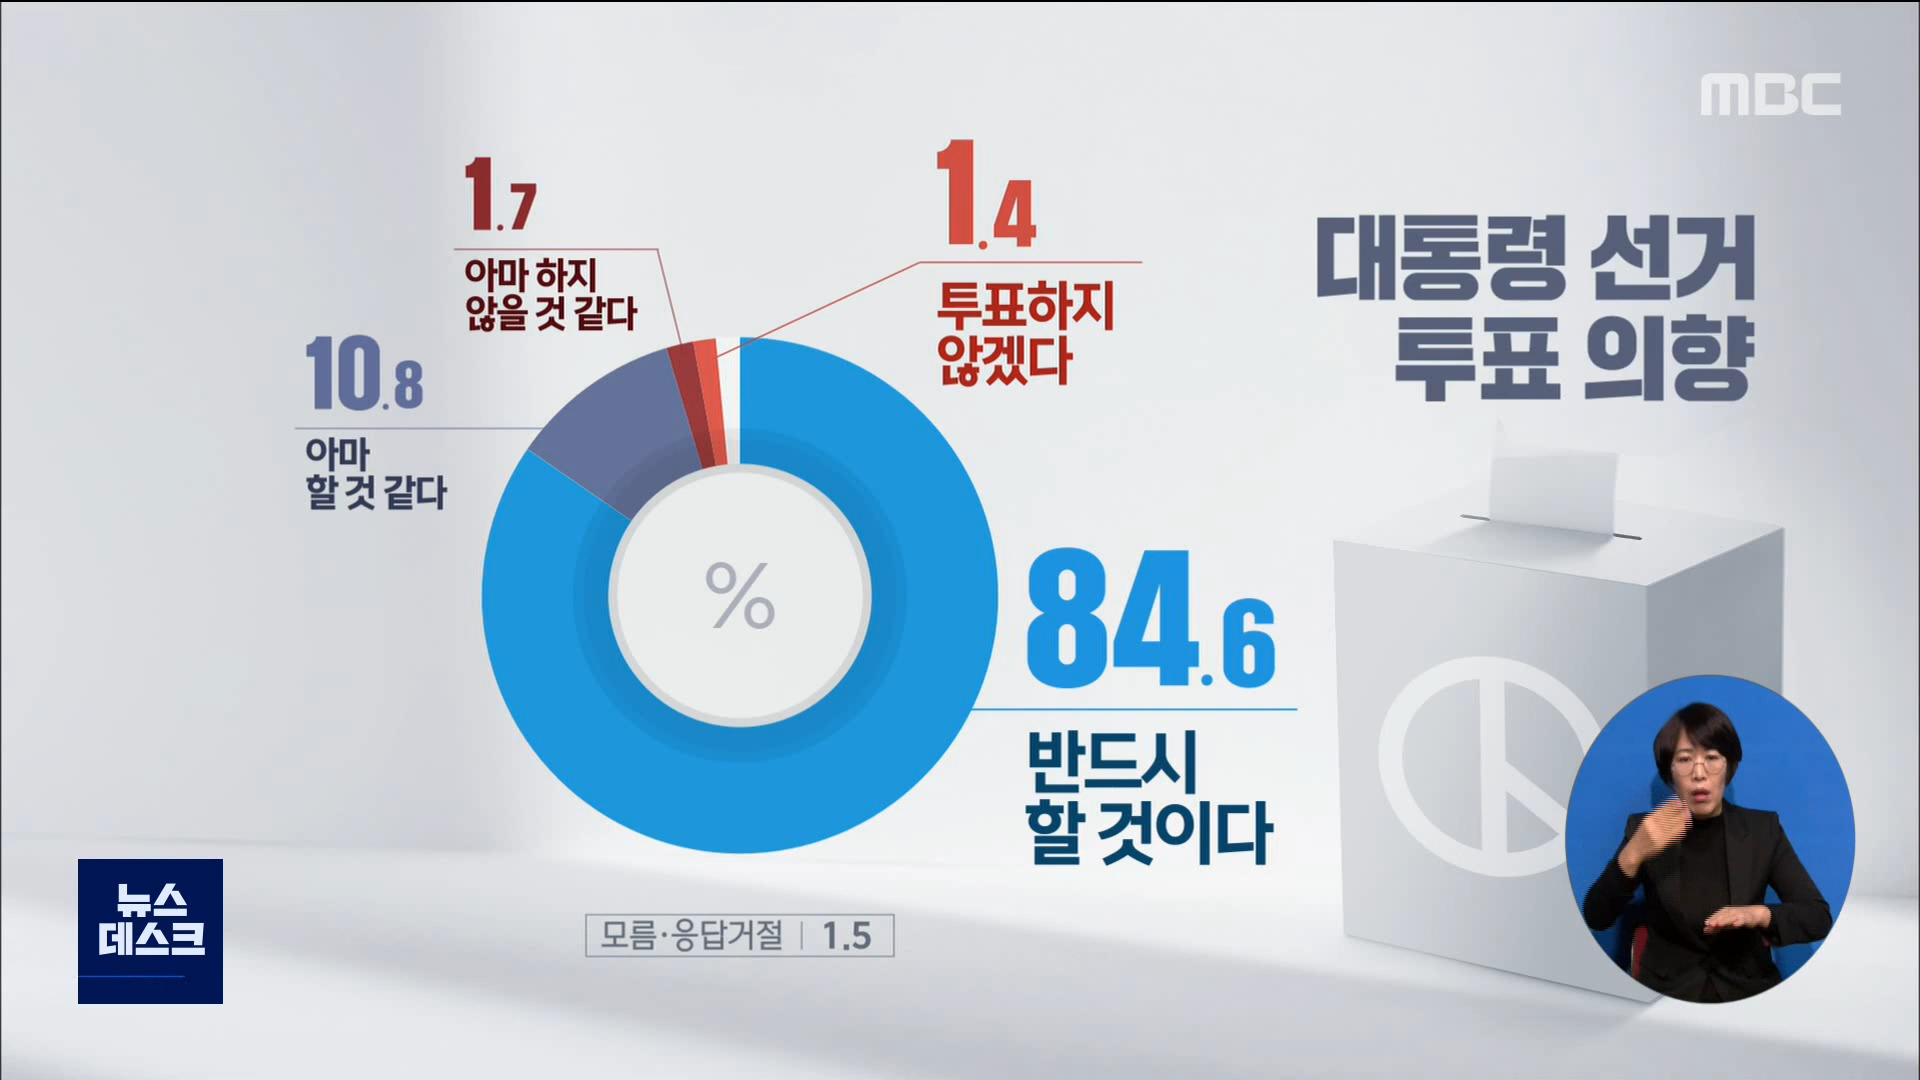 MBC
대통령 선거
투표 의향
1.7
아마 하지
않을 것 같다
1.4
투표하지
않겠다
10.8
아마
할 것 같다
%
84.6
반드시
할 것이다
모름·응답거절 | 1.5
뉴스
데스크